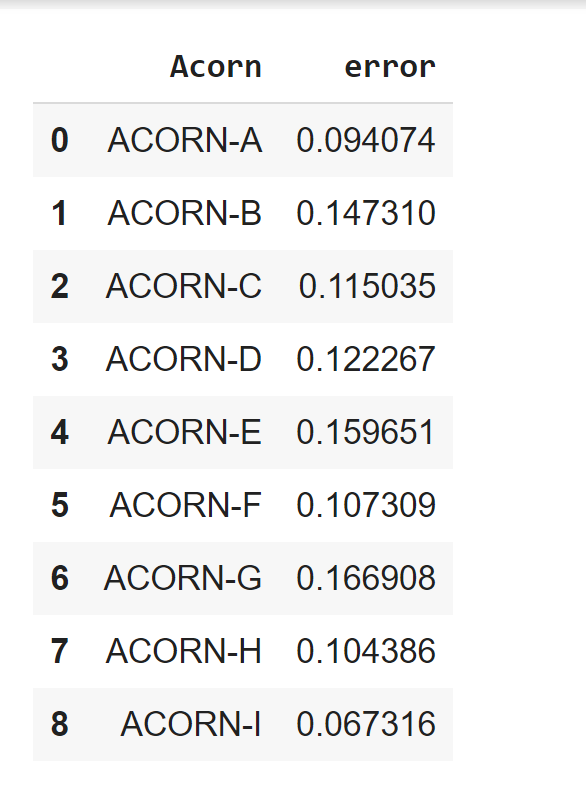 Acorn error
0 ACORN-A 0.094074
1 ACORN-B 0.147310
2 ACORN-C 0.115035
3 ACORN-D 0.122267
4 ACORN-E 0.159651
5 ACORN-F 0.107309
6 ACORN-G 0.166908
7 ACORN-H 0.104386
8 ACORN-I 0.067316